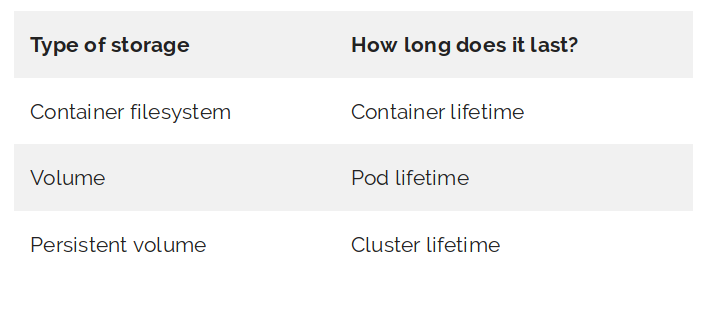 Type of storage How long does it last?
Container filesystem Container lifetime
Volume Pod lifetime
Persistent volume Cluster lifetime